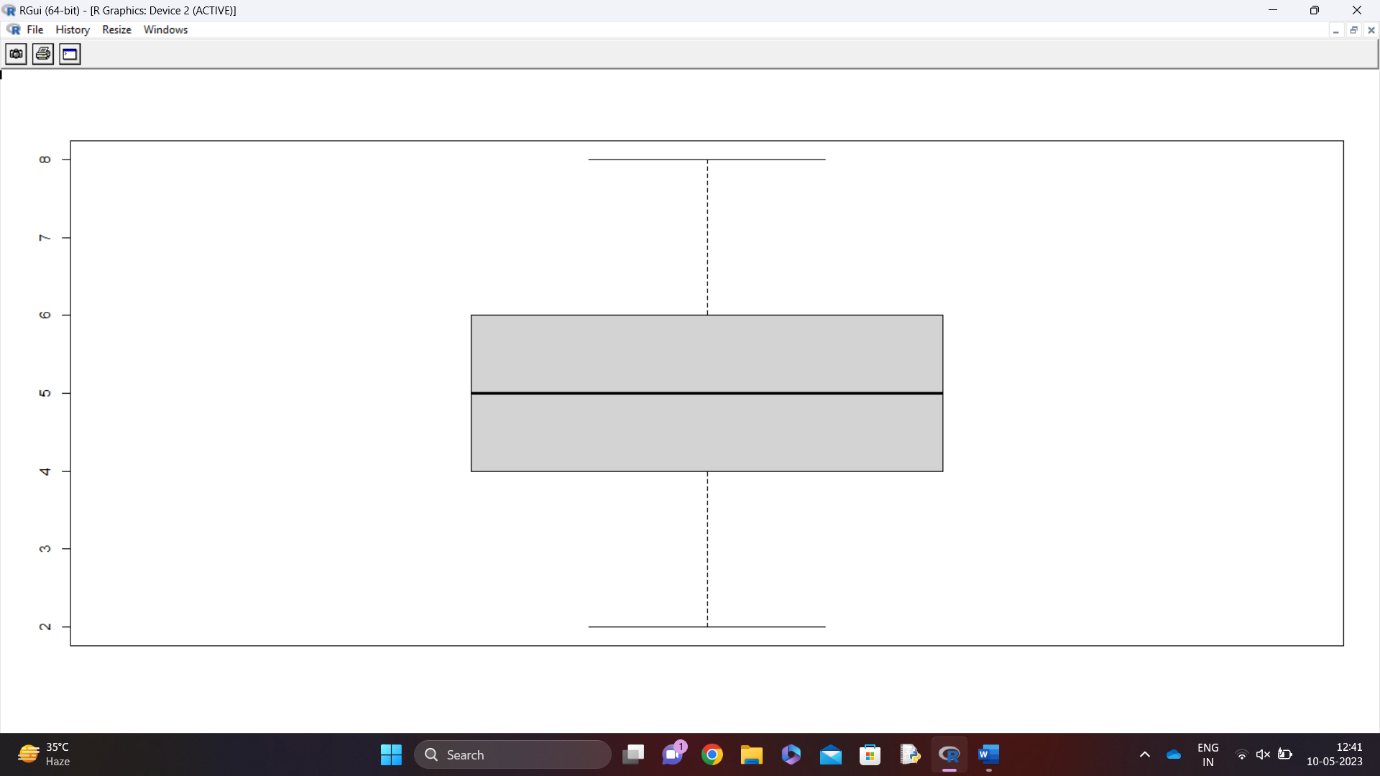 RGui (64-bit) - [R Graphics: Device 2 (ACTIVE)]
File History Resize Windows
8
7
6
5
4
3
2
35°C
Haze
Search
1
ENG
IN
12:41
10-05-2023